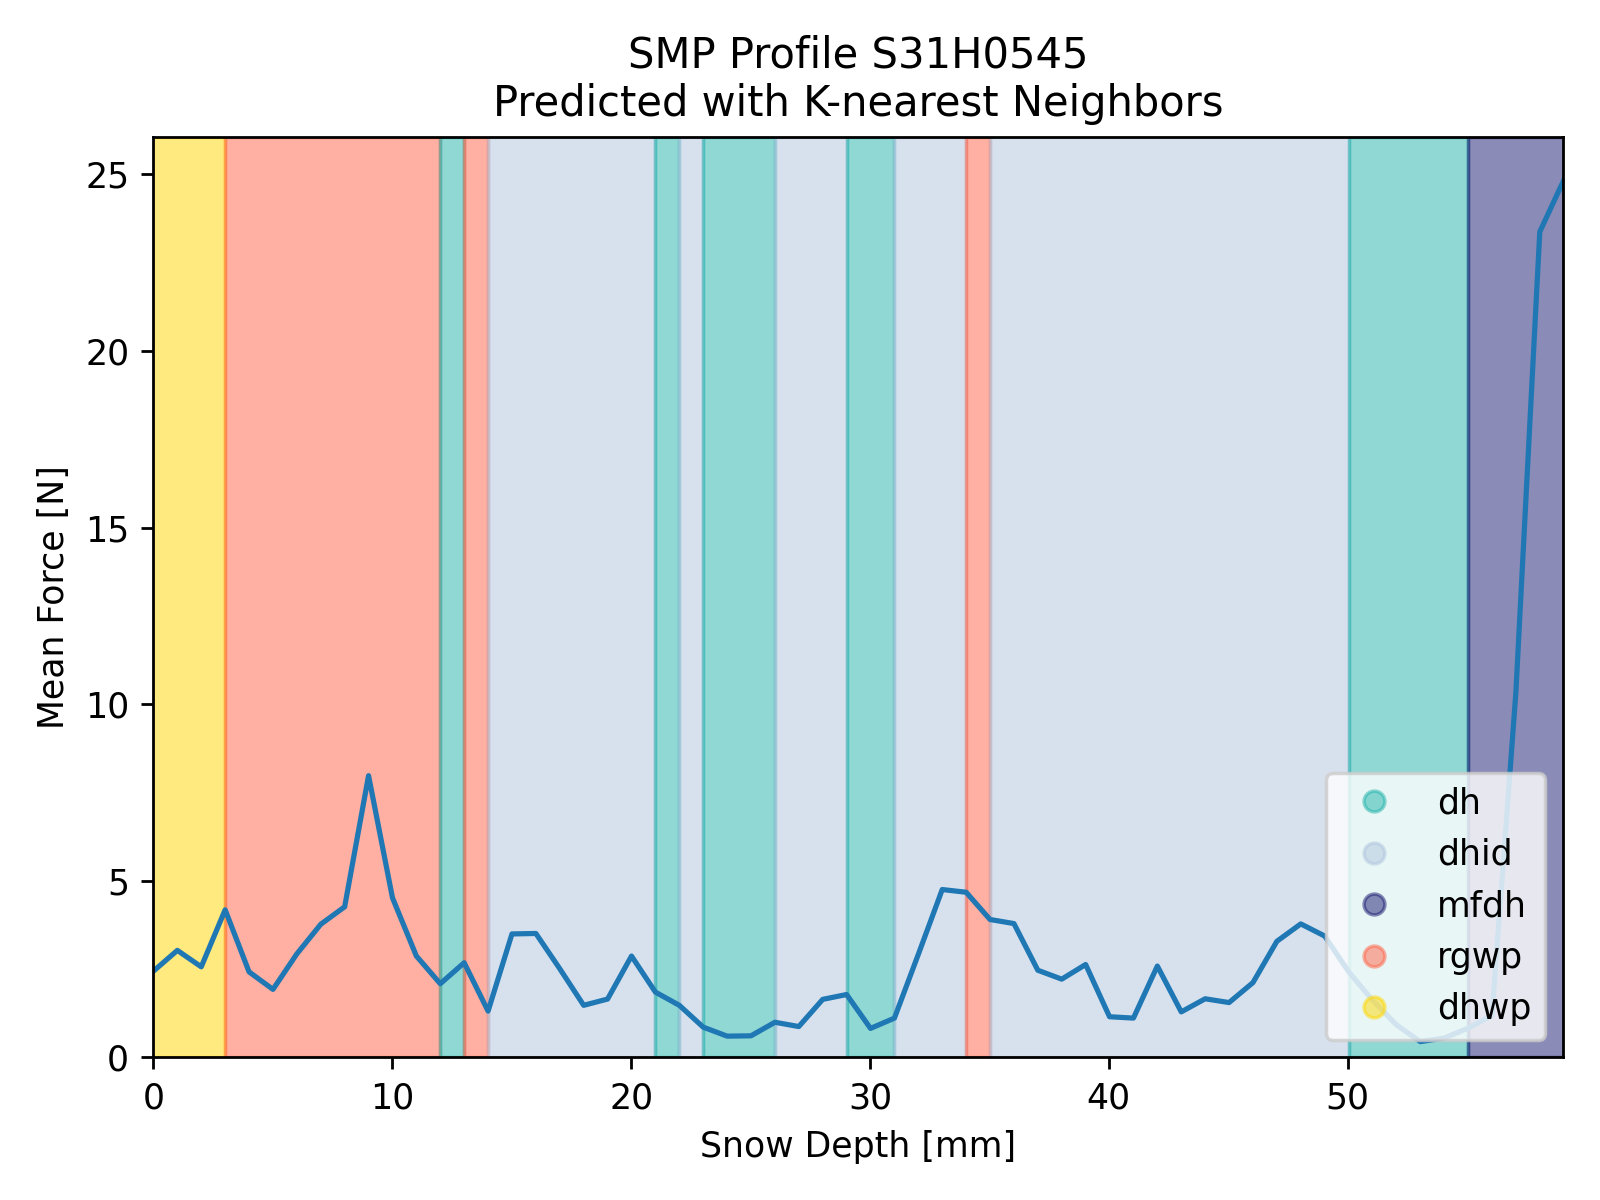 SMP Profile S31H0545
Predicted with K-nearest Neighbors
Mean Force [N]
25
20
15
10
5
0
0 10 20 30 40 50
Snow Depth [mm]
dh
dhid
mfdh
rgwp
dhwp